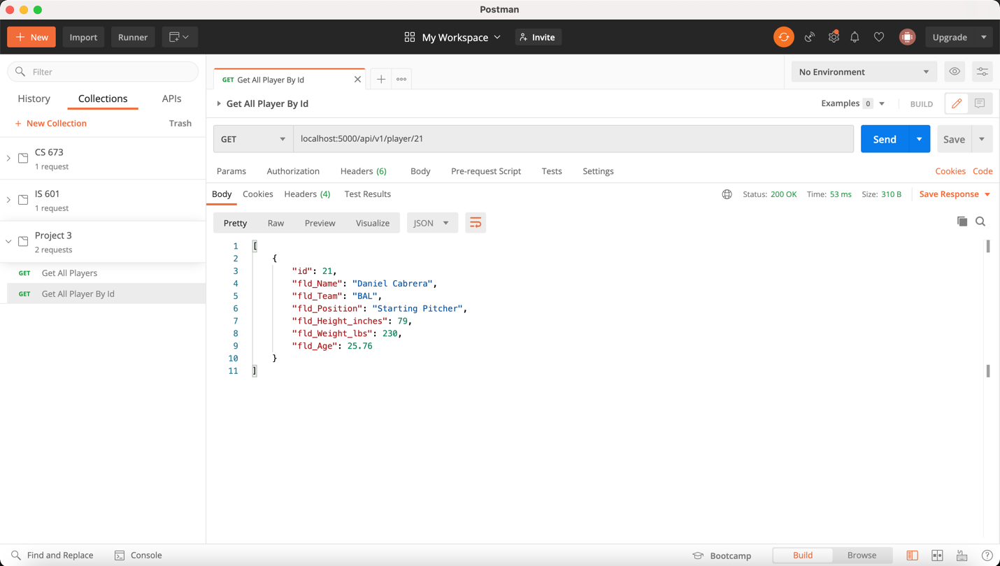 Postman
New Import Runner My Workspace Invite Upgrade
Filter
History Collections APIs
+ New Collection Trash
CS 673
1 request
IS 601
1 request
Project 3
2 requests
GET Get All Players
GET Get All Player By Id
GET Get All Player By Id
No Environment
Get All Player By Id
Examples 0 BUILD
GET localhost:5000/api/v1/player/21 Send Save
Params Authorization Headers (6) Body Pre-request Script Tests Settings Cookies Code
Body Cookies Headers (4) Test Results Status: 200 OK Time: 53 ms Size: 310 B Save Response
Pretty Raw Preview Visualize JSON
1 [
2 {
3 "id": 21,
4 "fld_Name": "Daniel Cabrera",
5 "fld_Team": "BAL",
6 "fld_Position": "Starting Pitcher",
7 "fld_Height_inches": 79,
8 "fld_Weight_lbs": 230,
9 "fld_Age": 25.76
10 }
11 ]
Find and Replace Console Bootcamp Build Browse